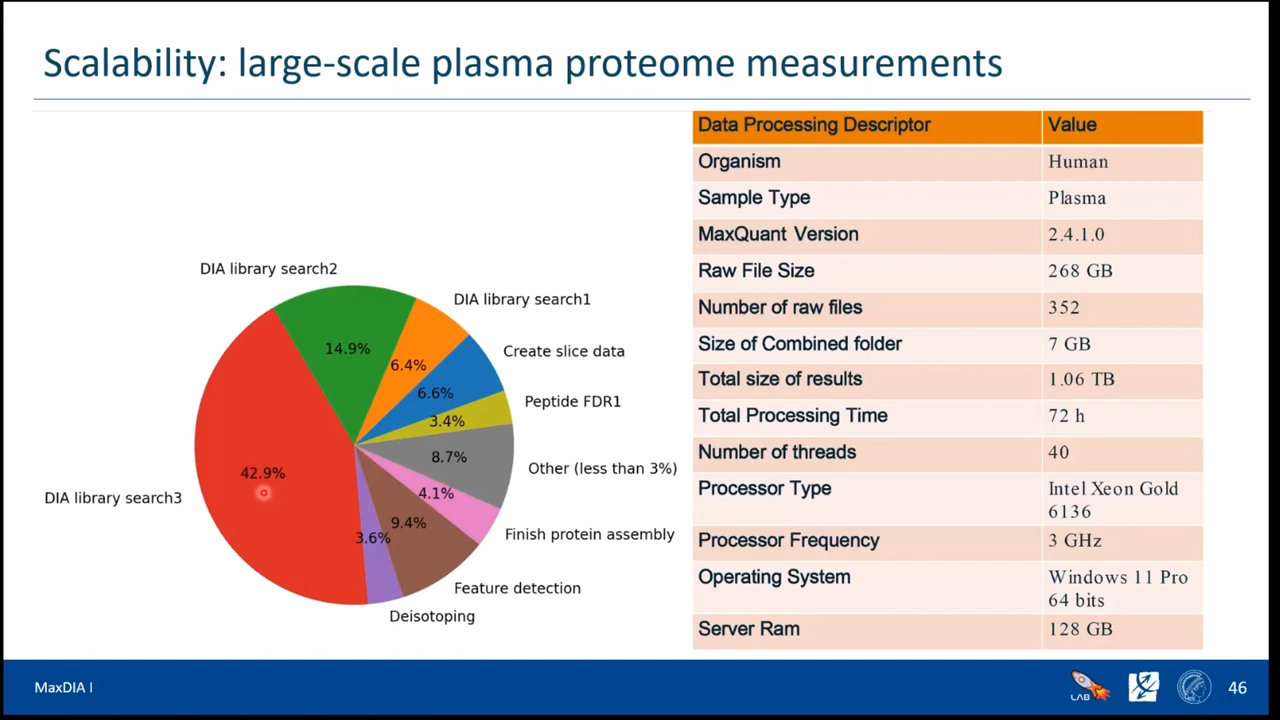 Scalability: large-scale plasma proteome measurements
DIA library search2
DIA library search1
Create slice data
Peptide FDR1
Other (less than 3%)
Finish protein assembly
Feature detection
Deisotoping
DIA library search3
14.9%
6.4%
6.6%
3.4%
8.7%
4.1%
9.4%
3.6%
42.9%
Data Processing Descriptor Value
Organism Human
Sample Type Plasma
MaxQuant Version 2.4.1.0
Raw File Size 268 GB
Number of raw files 352
Size of Combined folder 7 GB
Total size of results 1.06 TB
Total Processing Time 72 h
Number of threads 40
Processor Type Intel Xeon Gold
6136
Processor Frequency 3 GHz
Operating System Windows 11 Pro
64 bits
Server Ram 128 GB
MaxDIA |
LAB
46